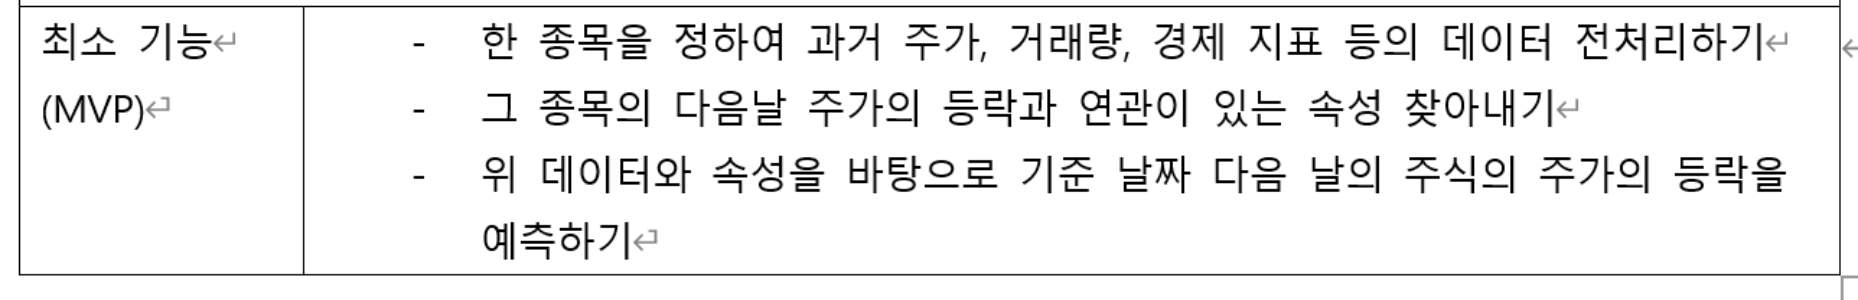 최소 기능
(MVP)
- 한 종목을 정하여 과거 주가, 거래량, 경제 지표 등의 데이터 전처리하기
- 그 종목의 다음날 주가의 등락과 연관이 있는 속성 찾아내기
- 위 데이터와 속성을 바탕으로 기준 날짜 다음 날의 주식의 주가의 등락을
예측하기